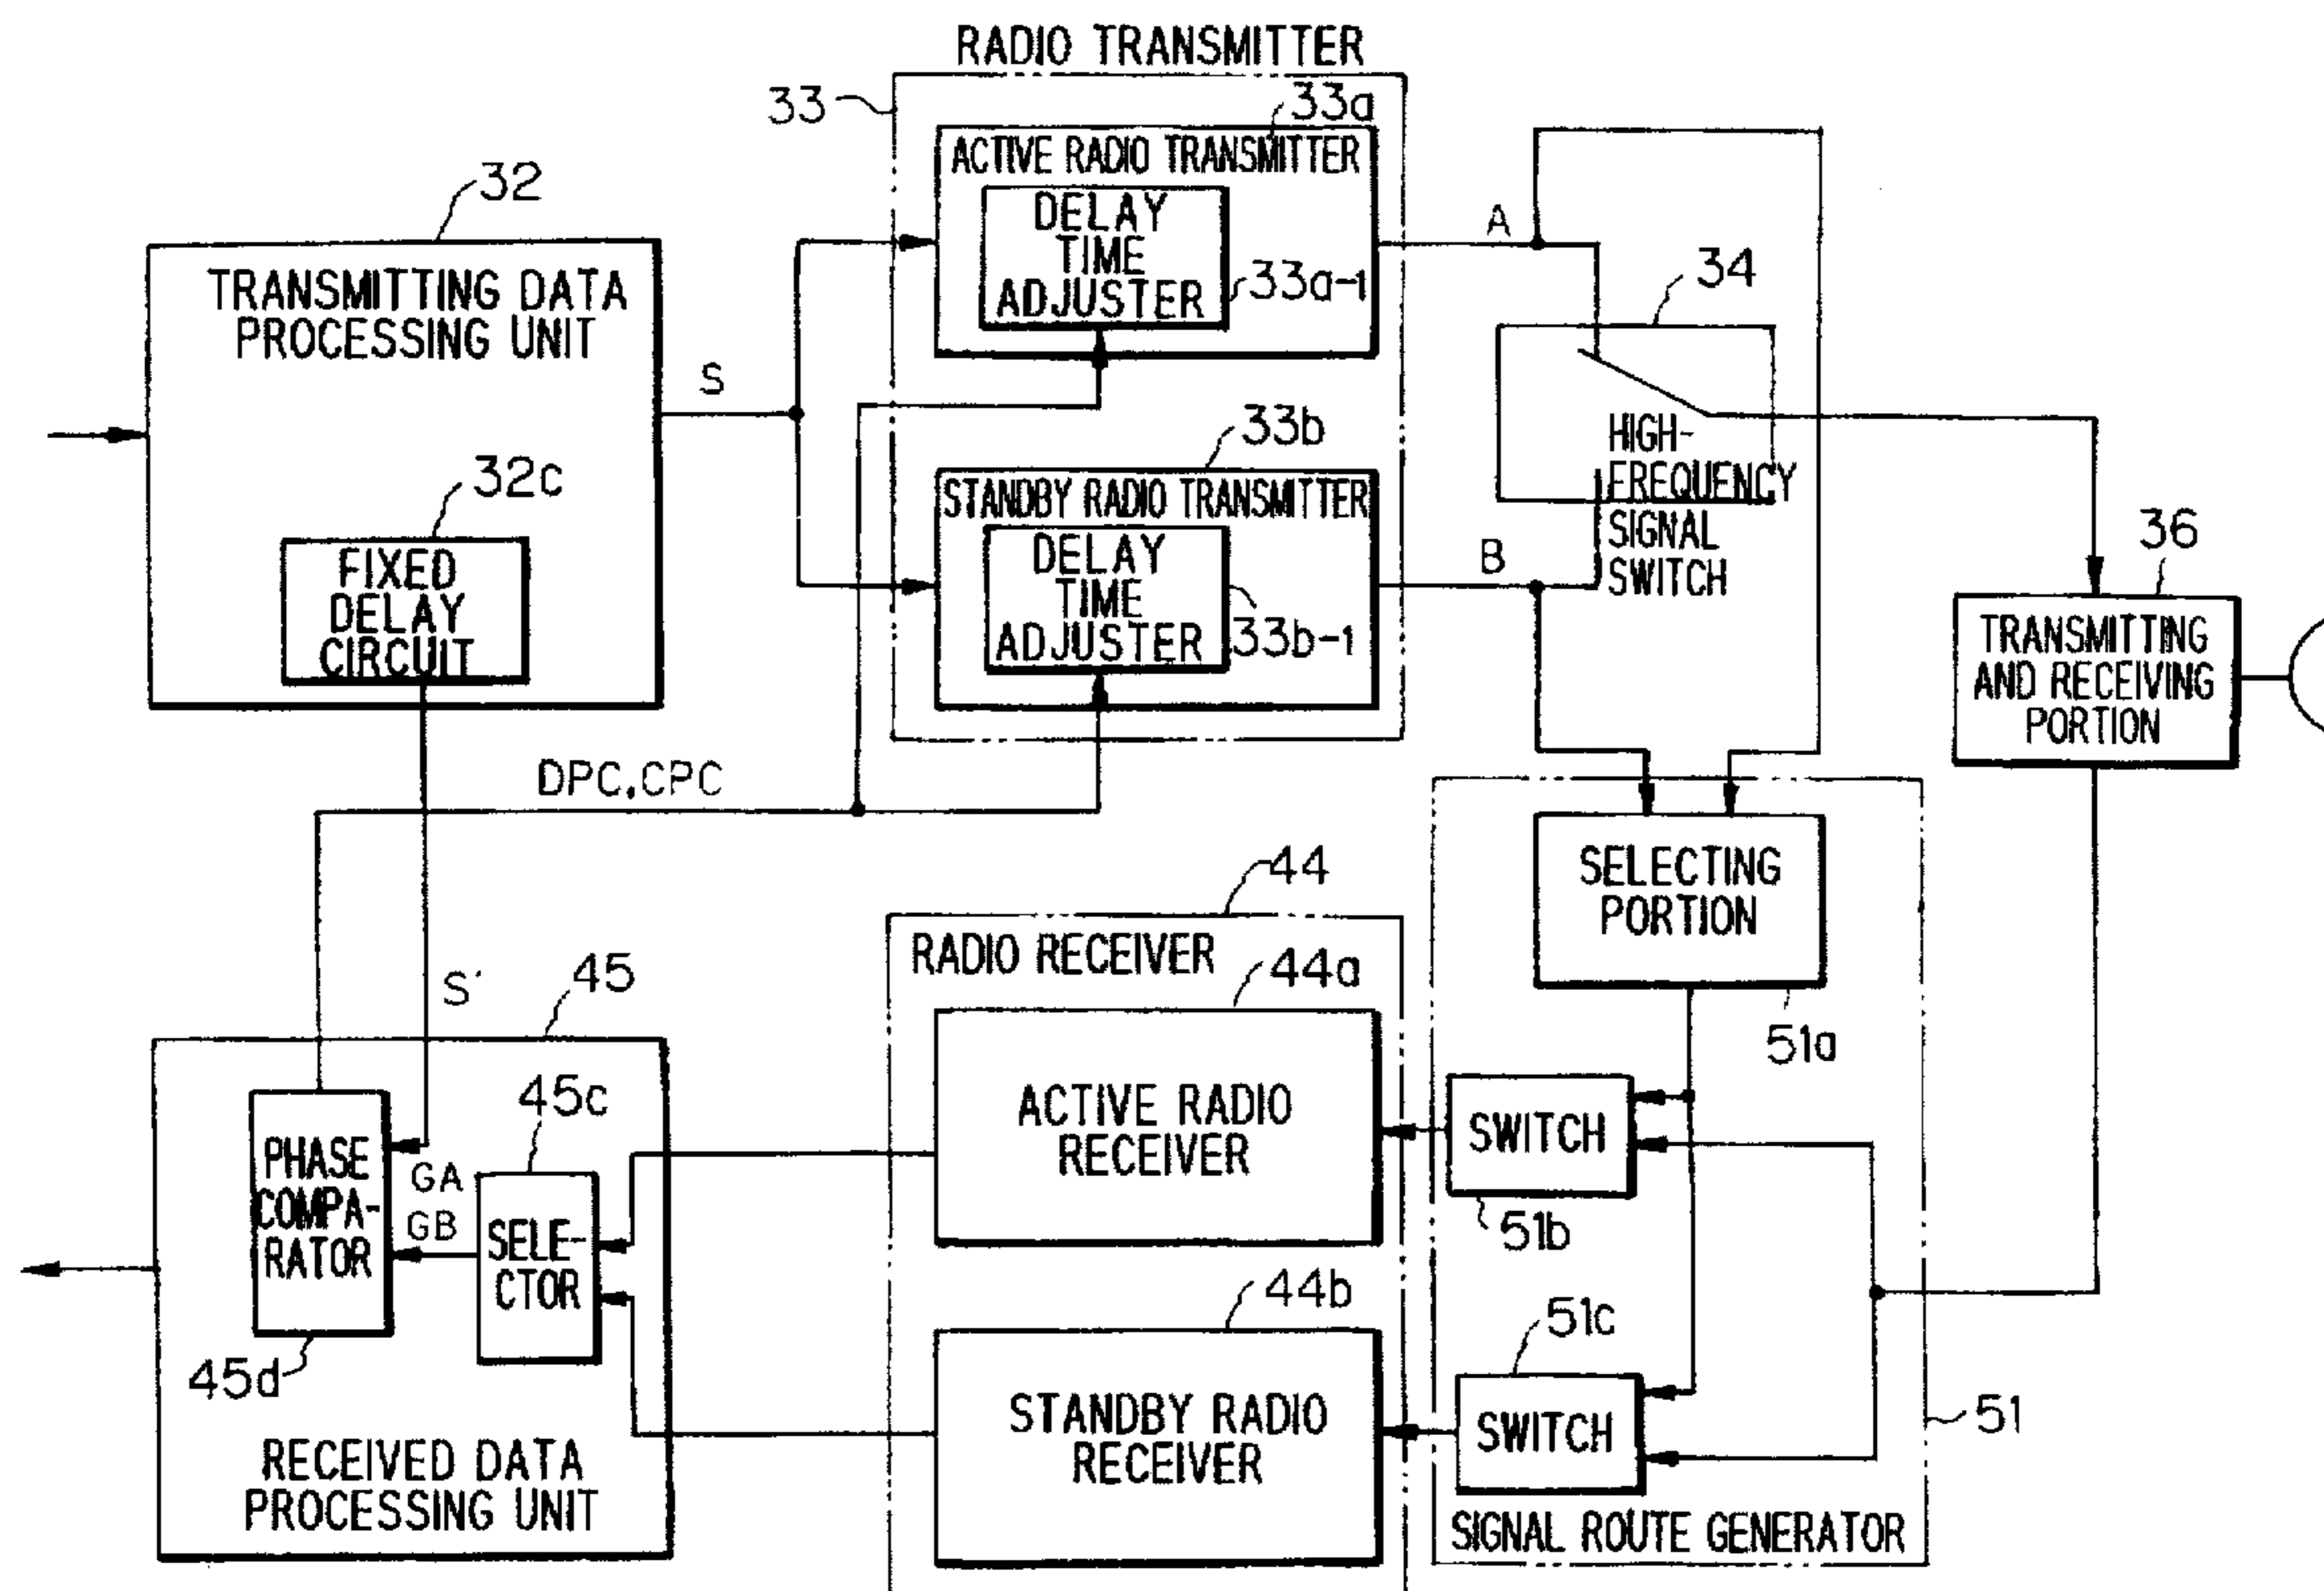 RADIO TRANSMITTER
33
33a
ACTIVE RADIO TRANSMITTER
DELAY
TIME
ADJUSTER
33a-1
32
TRANSMITTING DATA
PROCESSING UNIT
32c
FIXED
DELAY
CIRCUIT
S
33b
STANDBY RADIO TRANSMITTER
DELAY
TIME
ADJUSTER
33b-1
A
B
34
HIGH-
FREQUENCY
SIGNAL
SWITCH
36
TRANSMITTING
AND RECEIVING
PORTION
DPC.CPC
S'
SELECTING
PORTION
51a
44
RADIO RECEIVER
44a
ACTIVE RADIO
RECEIVER
SWITCH
51b
45
45c
PHASE
COMPA-
RATOR
GA
GB
SELE-
CTOR
45d
RECEIVED DATA
PROCESSING UNIT
44b
STANDBY RADIO
RECEIVER
51c
SWITCH
51
SIGNAL ROUTE GENERATOR